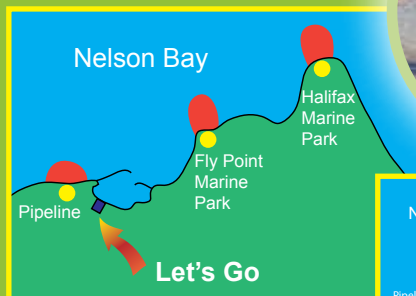 Nelson Bay
Halifax
Marine
Park
Fly Point
Marine
Park
Pipeline
Let's Go